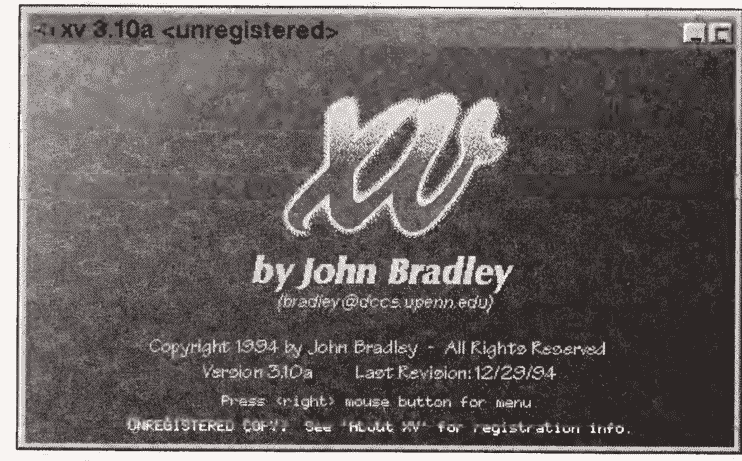 xv 3.10a <unregistered>
xv
by John Bradley
(bradley@dccs.upenn.edu)
Copyright 1994 by John Bradley - All Rights Reserved
Version 3.10a Last Revision: 12/29/94
Press <right> mouse button for menu
UNREGISTERED COPY: See 'About XV' for registration info.